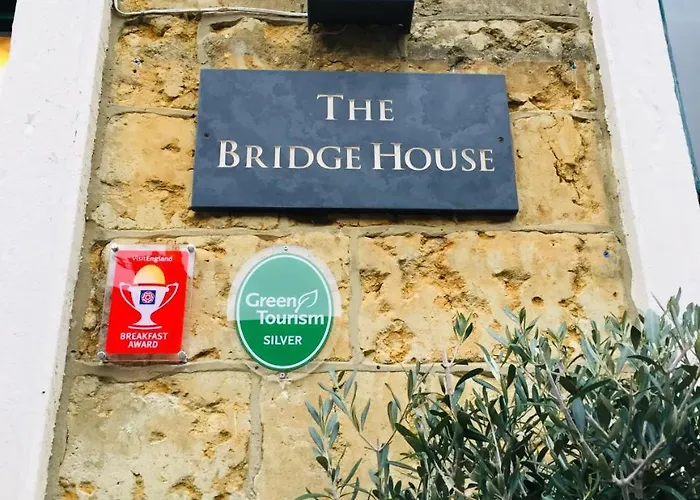 THE
BRIDGE HOUSE
VisitEngland
BREAKFAST
AWARD
Green
Tourism
SILVER